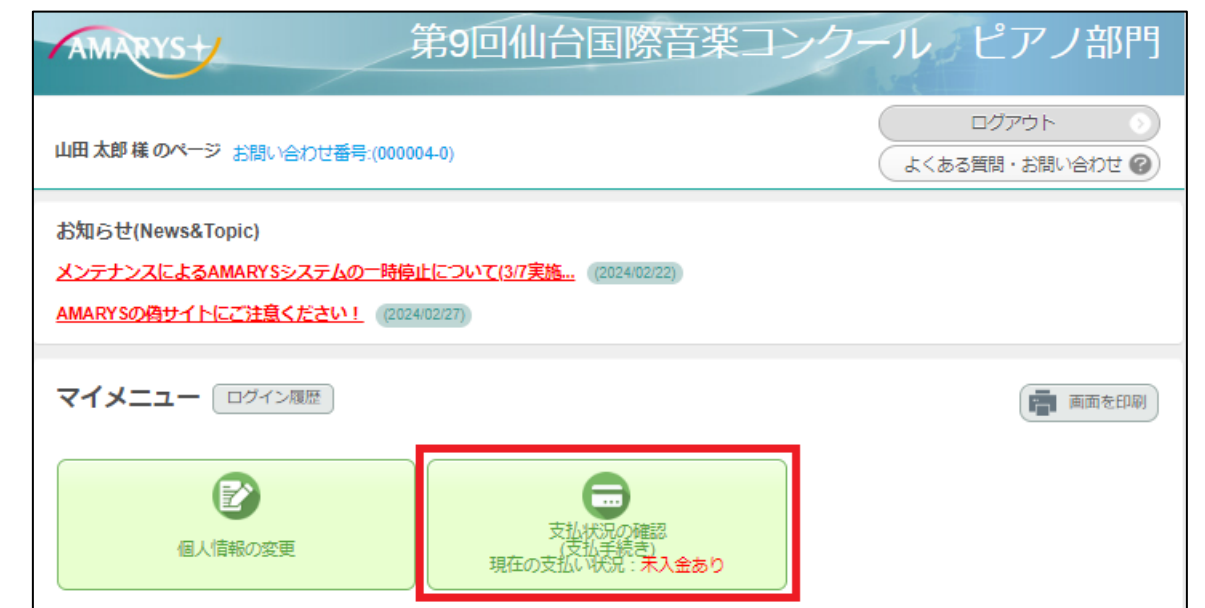 AMARYS+
第9回仙台国際音楽コンクール ピアノ部門
山田 太郎 様 のページ お問い合わせ番号:(000004-0)
ログアウト
よくある質問・お問い合わせ ?
お知らせ(News&Topic)
メンテナンスによるAMARYSシステムの一時停止について(3/7実施... (2024/02/22)
AMARYSの偽サイトにご注意ください！ (2024/02/27)
マイメニュー ログイン履歴
画面を印刷
個人情報の変更
支払状況の確認
(支払手続き)
現在の支払い状況：未入金あり